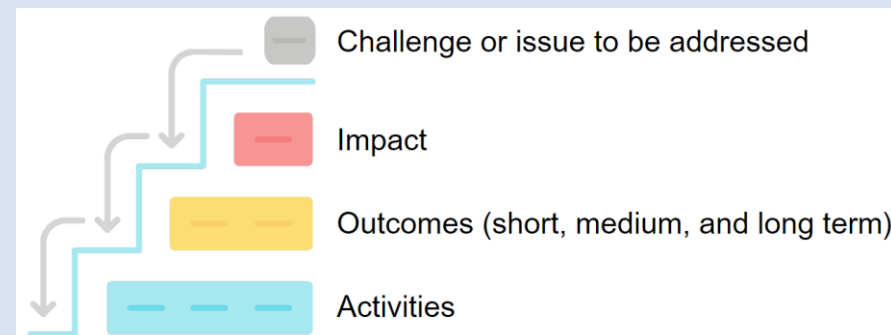 Challenge or issue to be addressed
Impact
Outcomes (short, medium, and long term)
Activities